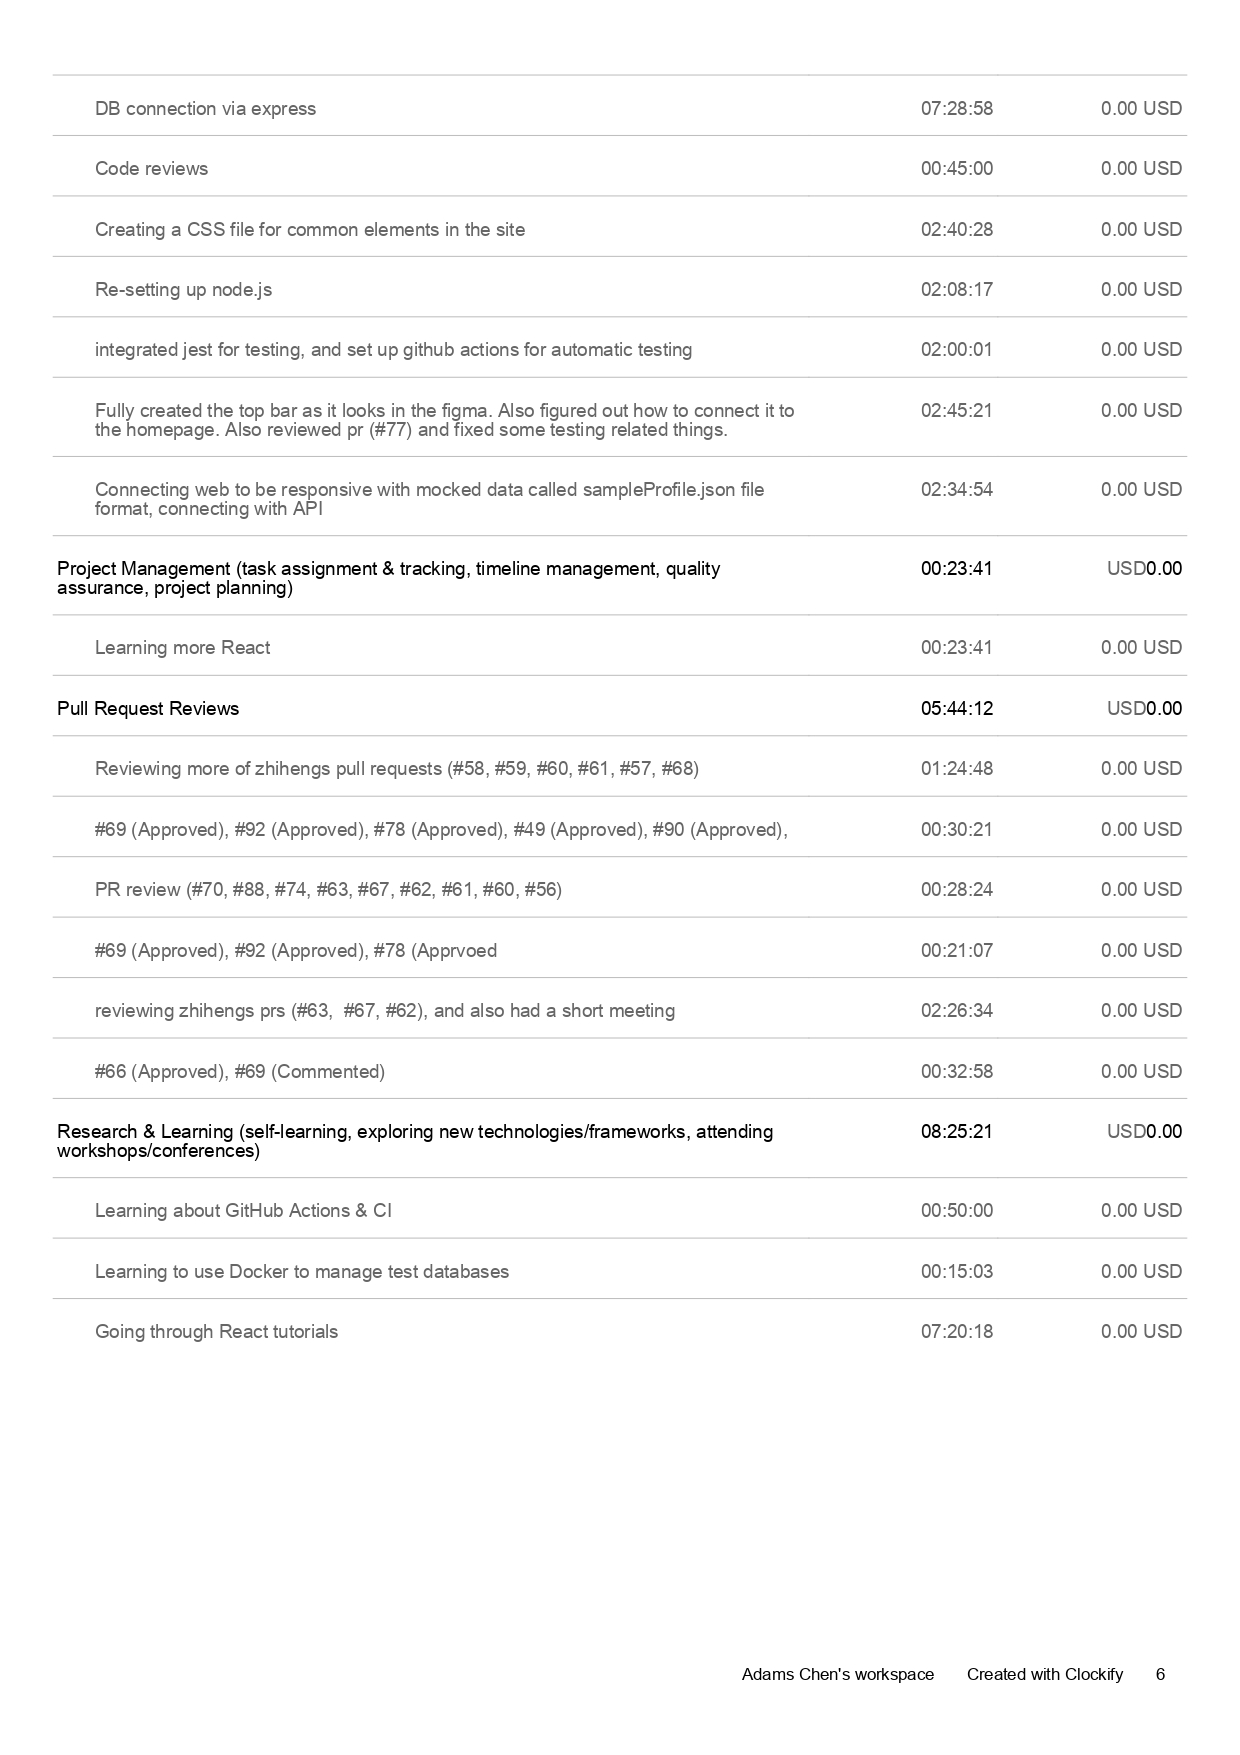 DB connection via express 07:28:58 0.00 USD
Code reviews 00:45:00 0.00 USD
Creating a CSS file for common elements in the site 02:40:28 0.00 USD
Re-setting up node.js 02:08:17 0.00 USD
integrated jest for testing, and set up github actions for automatic testing 02:00:01 0.00 USD
Fully created the top bar as it looks in the figma. Also figured out how to connect it to 02:45:21 0.00 USD
the homepage. Also reviewed pr (#77) and fixed some testing related things.
Connecting web to be responsive with mocked data called sampleProfile.json file 02:34:54 0.00 USD
format, connecting with API
Project Management (task assignment & tracking, timeline management, quality 00:23:41 USD0.00
assurance, project planning)
Learning more React 00:23:41 0.00 USD
Pull Request Reviews 05:44:12 USD0.00
Reviewing more of zhihengs pull requests (#58, #59, #60, #61, #57, #68) 01:24:48 0.00 USD
#69 (Approved), #92 (Approved), #78 (Approved), #49 (Approved), #90 (Approved), 00:30:21 0.00 USD
PR review (#70, #88, #74, #63, #67, #62, #61, #60, #56) 00:28:24 0.00 USD
#69 (Approved), #92 (Approved), #78 (Apprvoed 00:21:07 0.00 USD
reviewing zhihengs prs (#63,  #67, #62), and also had a short meeting 02:26:34 0.00 USD
#66 (Approved), #69 (Commented) 00:32:58 0.00 USD
Research & Learning (self-learning, exploring new technologies/frameworks, attending 08:25:21 USD0.00
workshops/conferences)
Learning about GitHub Actions & CI 00:50:00 0.00 USD
Learning to use Docker to manage test databases 00:15:03 0.00 USD
Going through React tutorials 07:20:18 0.00 USD
Adams Chen's workspace Created with Clockify 6